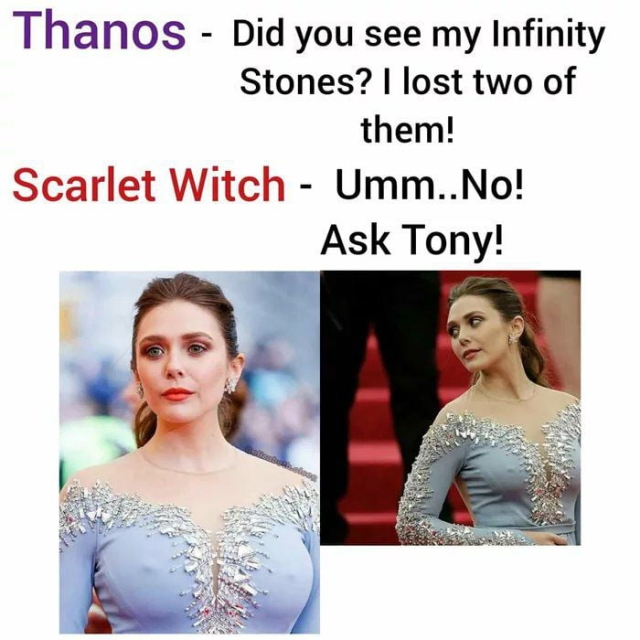 Thanos - Did you see my Infinity
Stones? I lost two of
them!
Scarlet Witch - Umm..No!
Ask Tony!